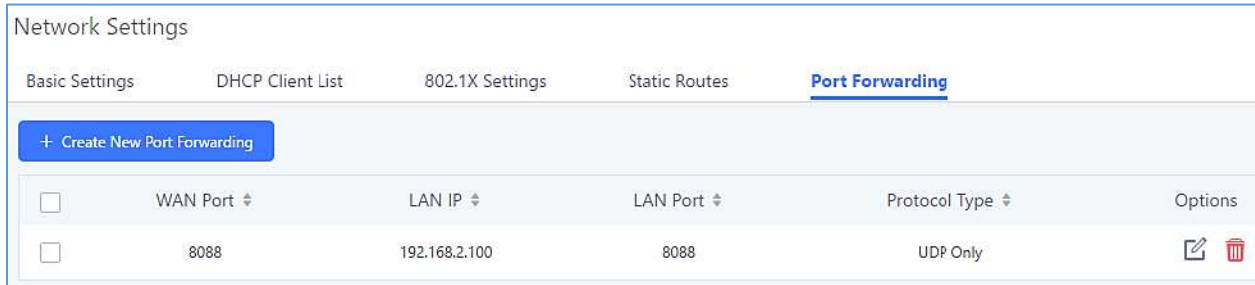 Network Settings
Basic Settings DHCP Client List 802.1X Settings Static Routes Port Forwarding
+ Create New Port Forwarding
WAN Port LAN IP LAN Port Protocol Type Options
8088 192.168.2.100 8088 UDP Only